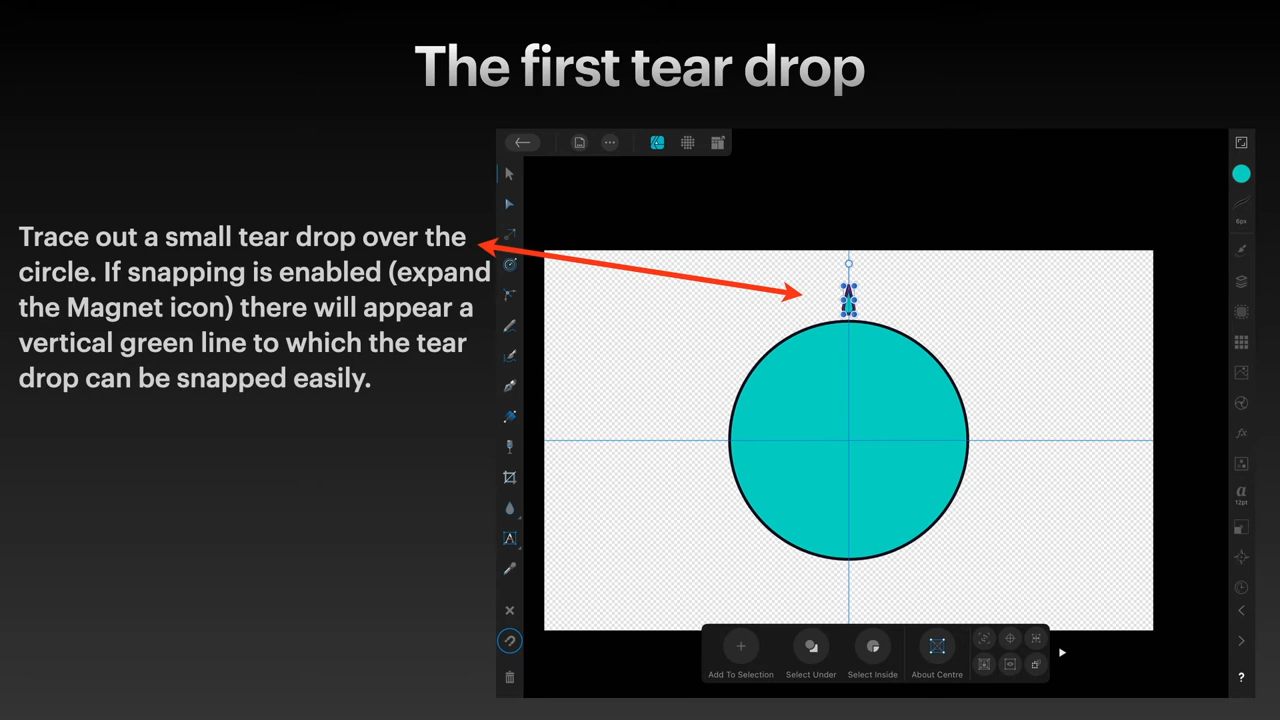 The first tear drop
Trace out a small tear drop over the
circle. If snapping is enabled (expand
the Magnet icon) there will appear a
vertical green line to which the tear
drop can be snapped easily.
6px
fx
a
12pt
A
Add To Selection
Select Under
Select Inside
About Centre
?